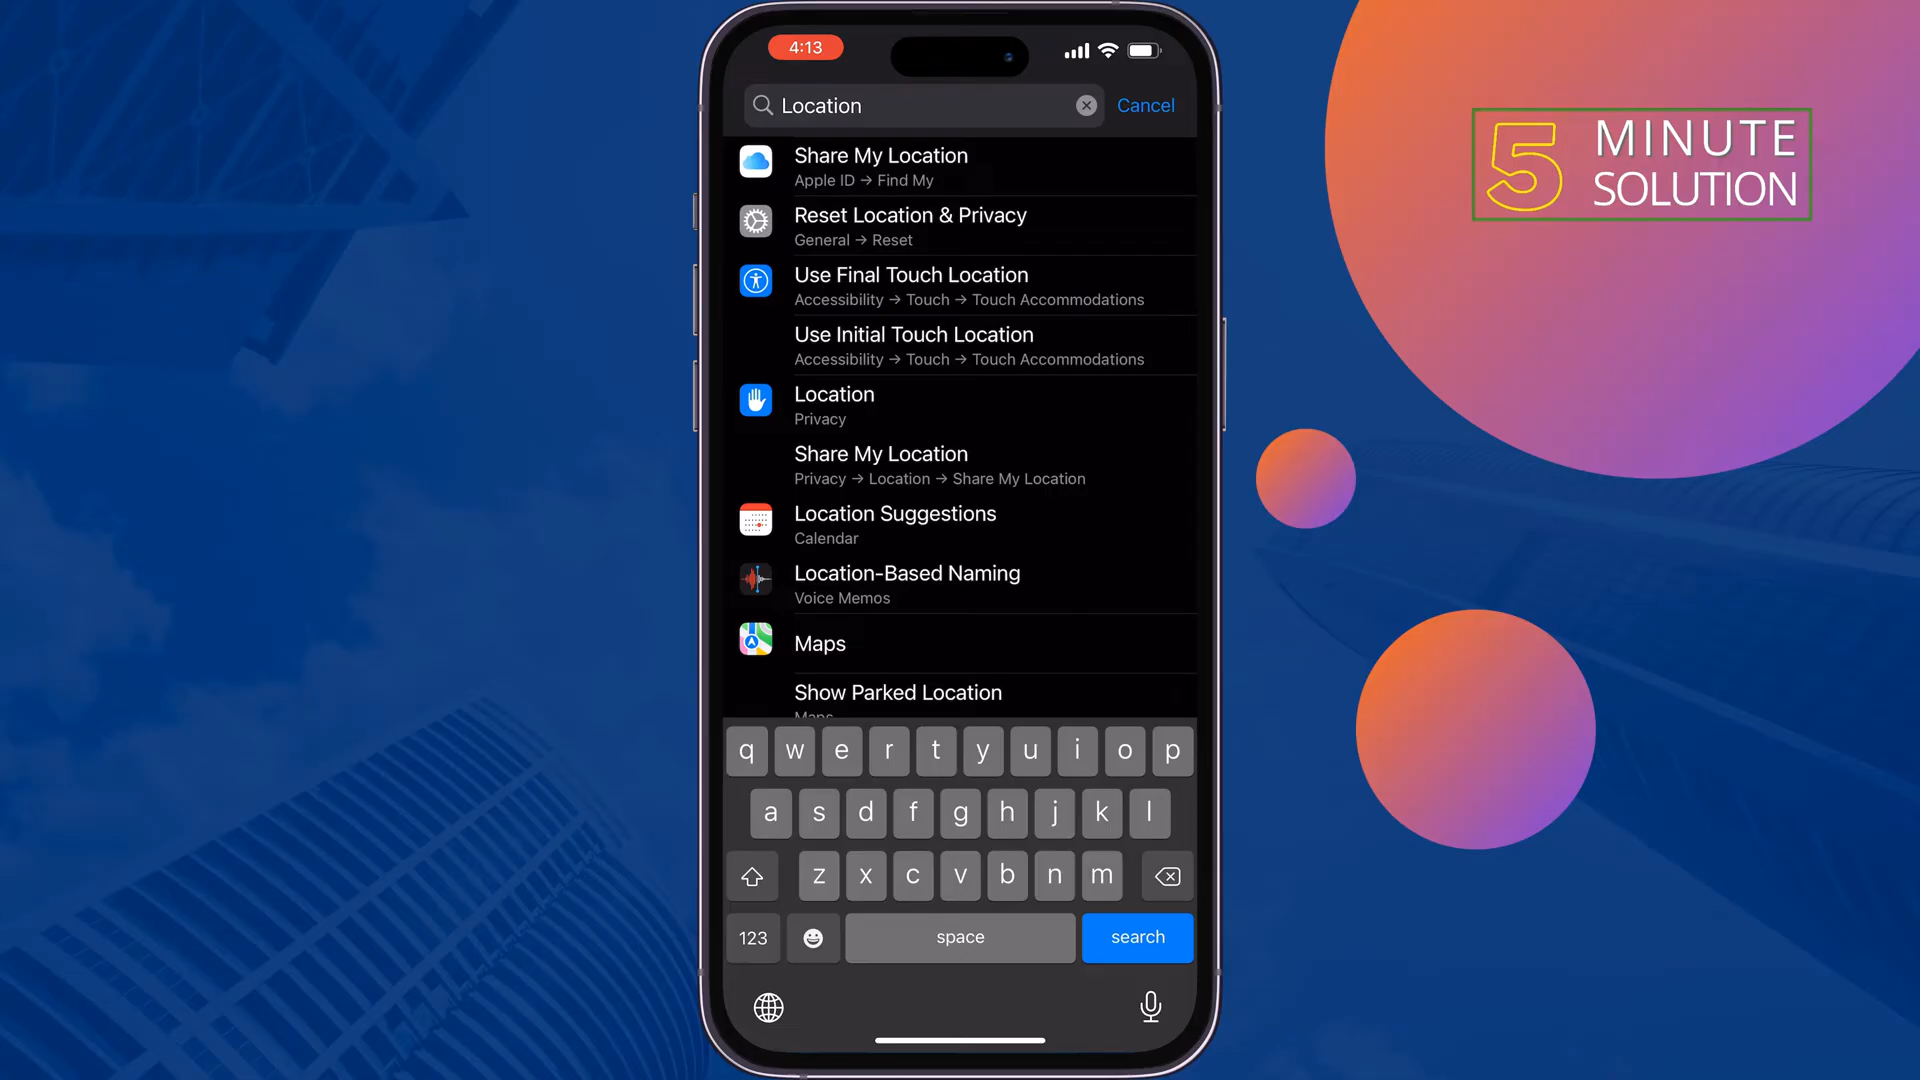 4:13
Location
Cancel
Share My Location
Apple ID → Find My
Reset Location & Privacy
General → Reset
Use Final Touch Location
Accessibility → Touch → Touch Accommodations
Use Initial Touch Location
Accessibility → Touch → Touch Accommodations
Location
Privacy
Share My Location
Privacy → Location → Share My Location
Location Suggestions
Calendar
Location-Based Naming
Voice Memos
Maps
Show Parked Location
Maps
q w e r t y u i o p
a s d f g h j k l
z x c v b n m
123
space
search
5 MINUTE
SOLUTION